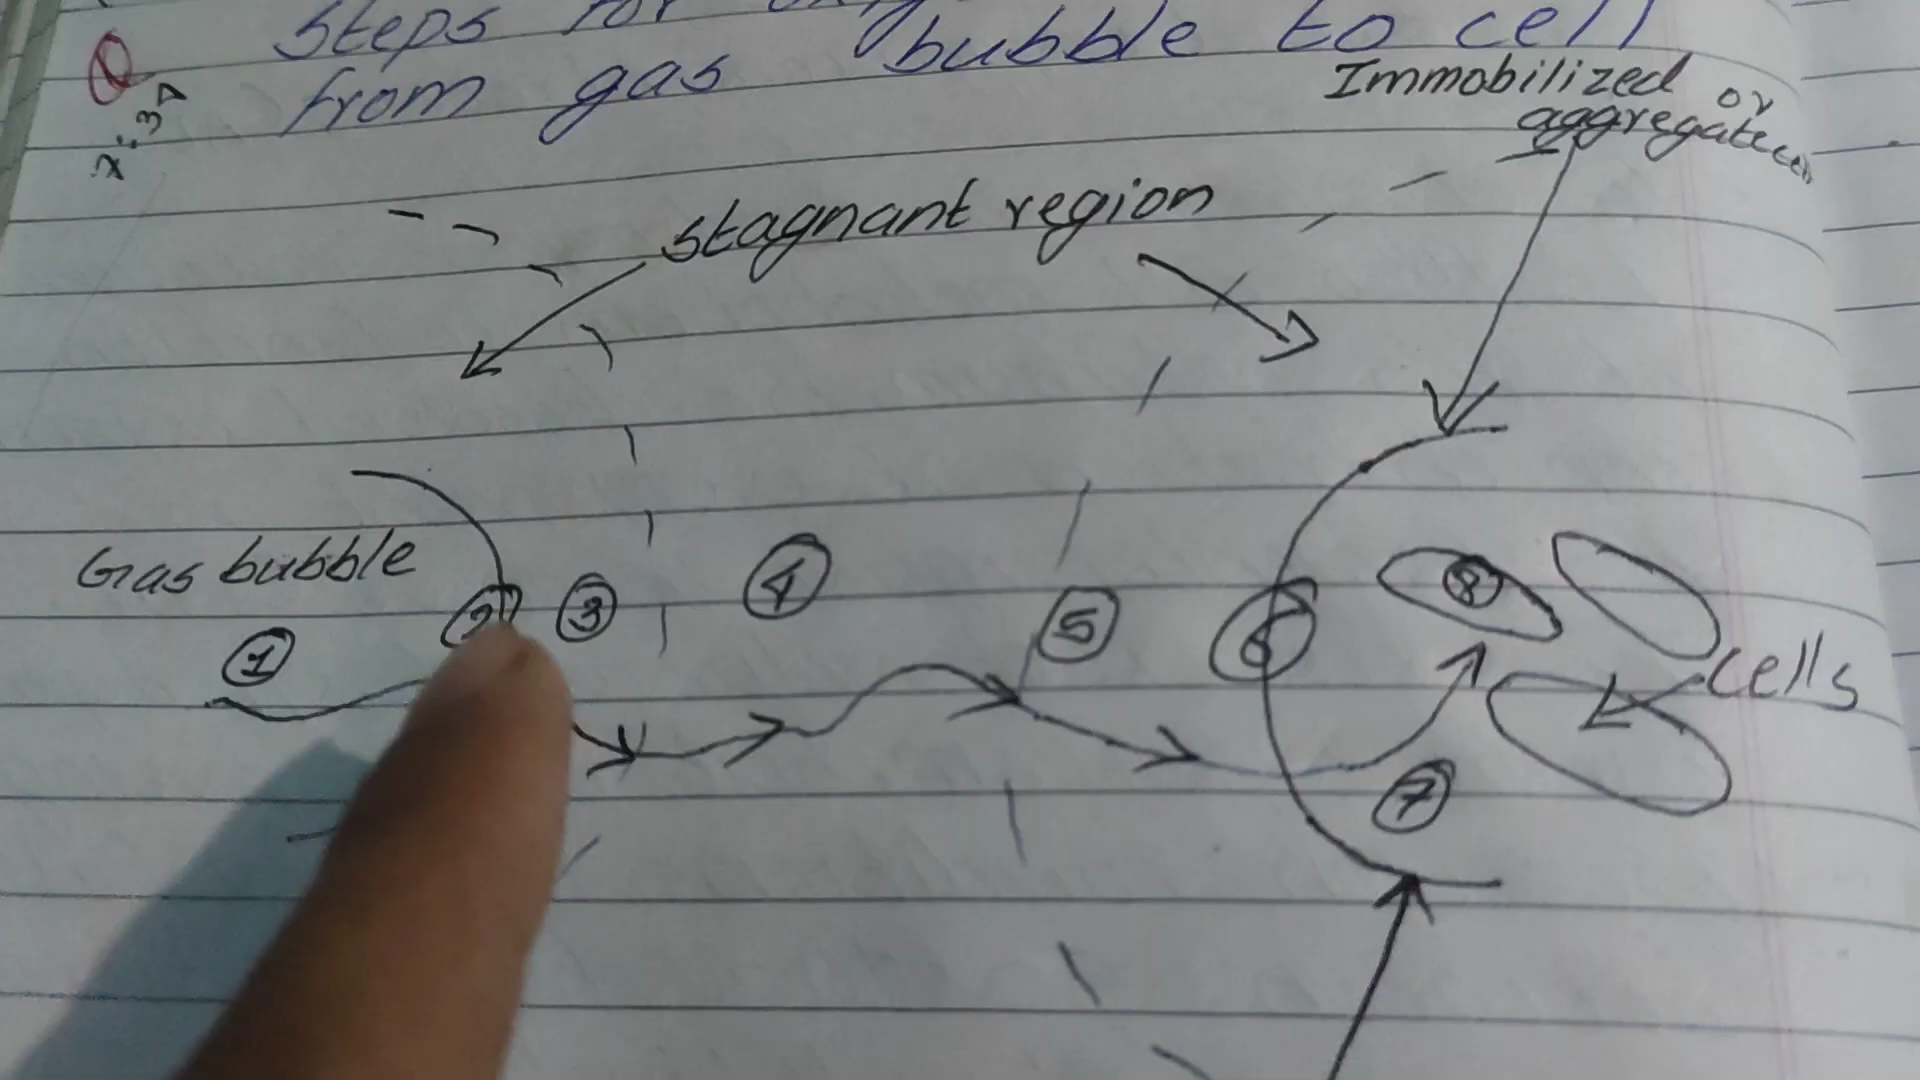 Steps for
from gas bubble to cell
Immobilized or
stagnant region
Gas bubble
1
2
3
4
5
6
7
8
cells